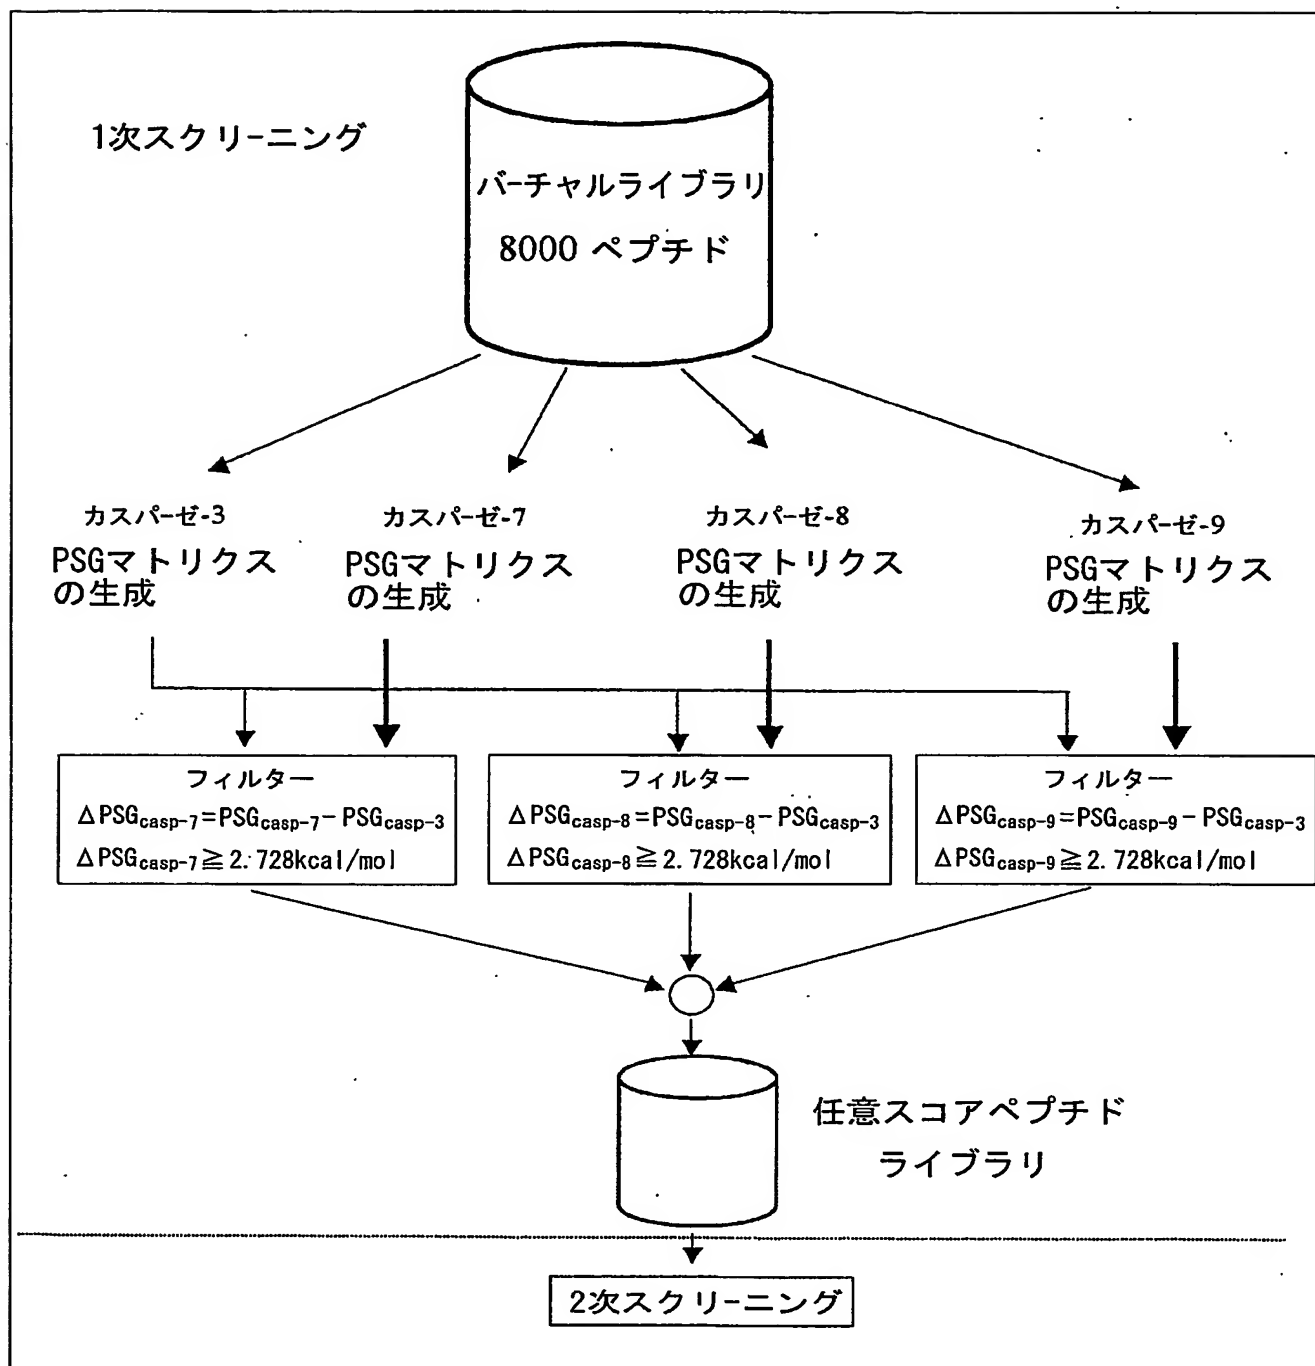 1次スクリーニング
バーチャルライブラリ
8000 ペプチド
カスパーゼ-3
PSGマトリクス
の生成
カスパーゼ-7
PSGマトリクス
の生成
カスパーゼ-8
PSGマトリクス
の生成
カスパーゼ-9
PSGマトリクス
の生成
フィルター
ΔPSGcasp-7=PSGcasp-7-PSGcasp-3
ΔPSGcasp-7≧2.728kcal/mol
フィルター
ΔPSGcasp-8=PSGcasp-8-PSGcasp-3
ΔPSGcasp-8≧2.728kcal/mol
フィルター
ΔPSGcasp-9=PSGcasp-9-PSGcasp-3
ΔPSGcasp-9≧2.728kcal/mol
任意スコアペプチド
ライブラリ
2次スクリーニング